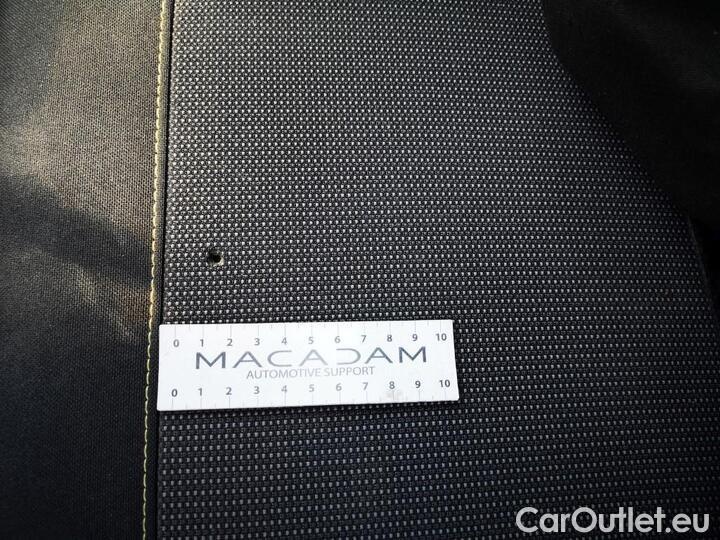 0 1 2 3 4 5 6 7 8 9 10
MACADAM
AUTOMOTIVE SUPPORT
0 1 2 3 4 5 6 7 8 9 10
CarOutlet.eu